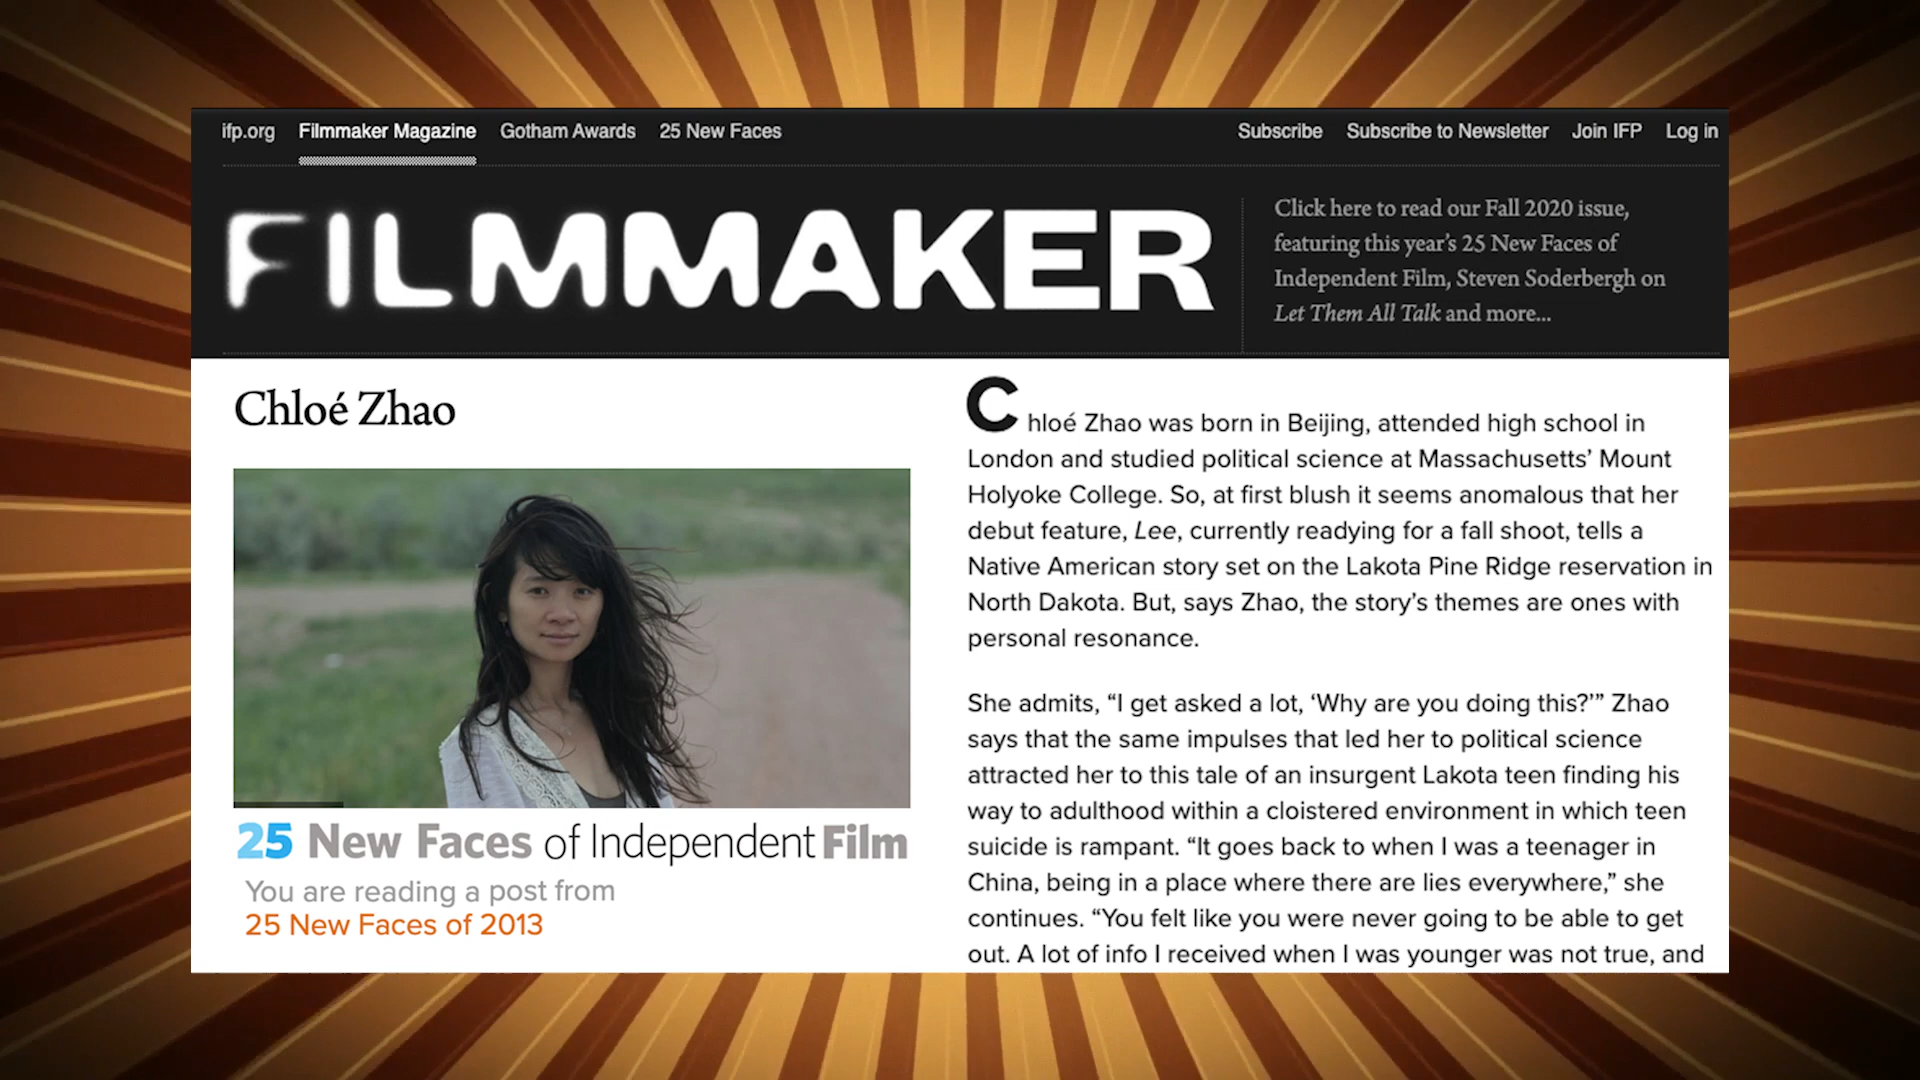 ifp.org Filmmaker Magazine Gotham Awards 25 New Faces Subscribe Subscribe to Newsletter Join IFP Log in
FILMMAKER
Click here to read our Fall 2020 issue,
featuring this year's 25 New Faces of
Independent Film, Steven Soderbergh on
Let Them All Talk and more...
Chloé Zhao
25 New Faces of Independent Film
You are reading a post from
25 New Faces of 2013
Chloé Zhao was born in Beijing, attended high school in
London and studied political science at Massachusetts' Mount
Holyoke College. So, at first blush it seems anomalous that her
debut feature, Lee, currently readying for a fall shoot, tells a
Native American story set on the Lakota Pine Ridge reservation in
North Dakota. But, says Zhao, the story's themes are ones with
personal resonance.
She admits, “I get asked a lot, ‘Why are you doing this?’” Zhao
says that the same impulses that led her to political science
attracted her to this tale of an insurgent Lakota teen finding his
way to adulthood within a cloistered environment in which teen
suicide is rampant. “It goes back to when I was a teenager in
China, being in a place where there are lies everywhere,” she
continues. “You felt like you were never going to be able to get
out. A lot of info I received when I was younger was not true, and